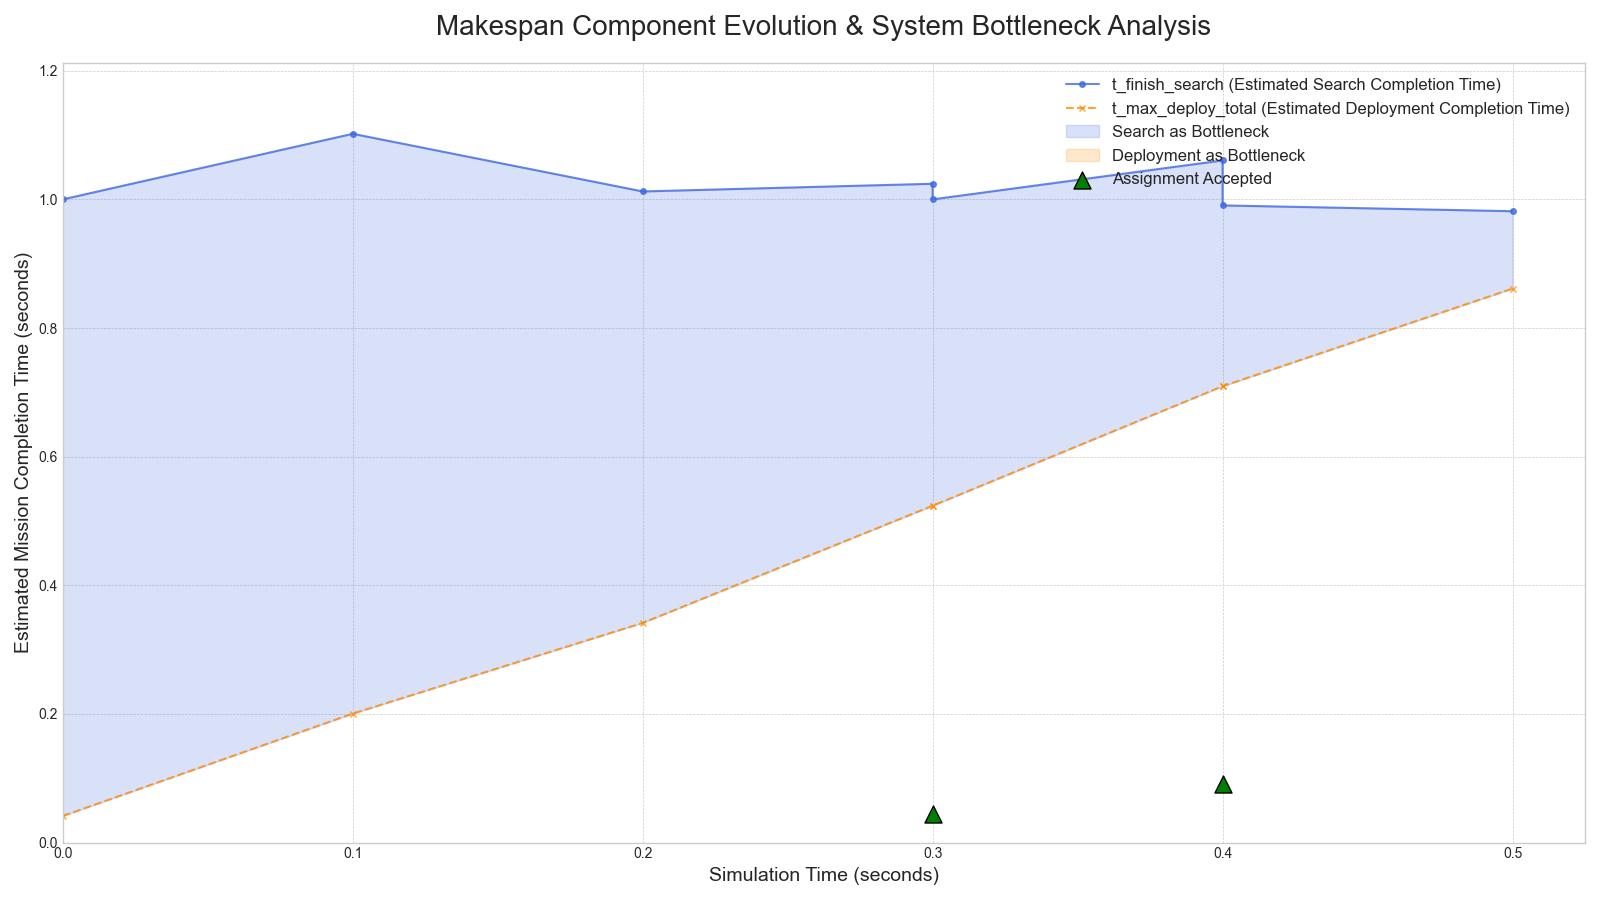 Makespan Component Evolution & System Bottleneck Analysis
t_finish_search (Estimated Search Completion Time)
t_max_deploy_total (Estimated Deployment Completion Time)
Search as Bottleneck
Deployment as Bottleneck
Assignment Accepted
Estimated Mission Completion Time (seconds)
1.2
1.0
0.8
0.6
0.4
0.2
0.0
0.0 0.1 0.2 0.3 0.4 0.5
Simulation Time (seconds)